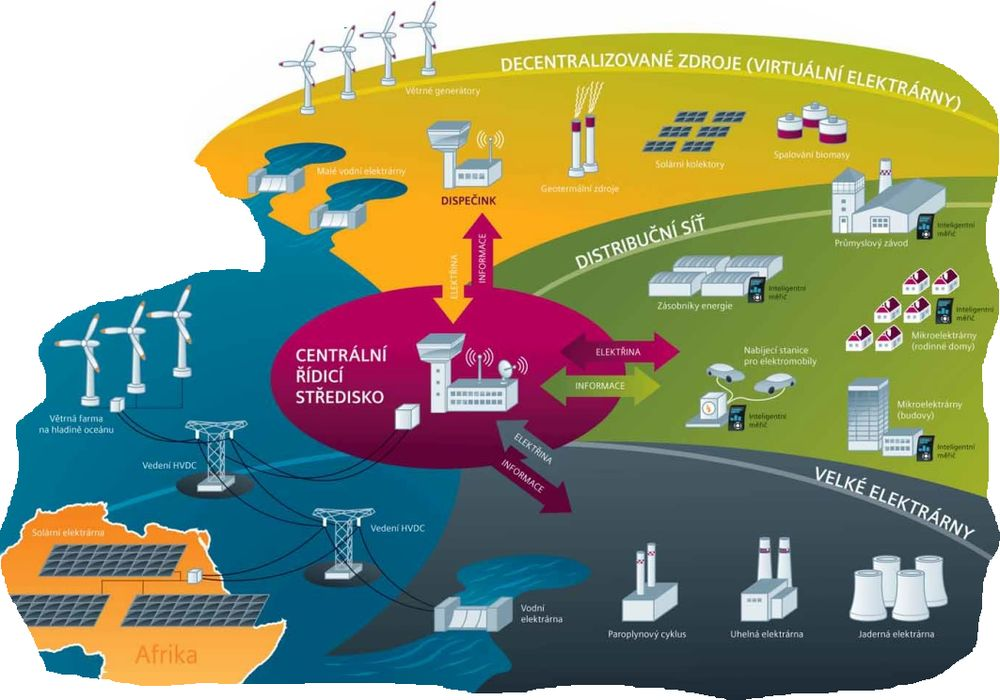 DECENTRALIZOVANÉ ZDROJE (VIRTUÁLNÍ ELEKTRÁRNY)
Větrné generátory
Malé vodní elektrárny
DISPEČINK
Geotermální zdroje
Solární kolektory
Spalování biomasy
DISTRIBUČNÍ SÍŤ
Průmyslový závod
Inteligentní
měřič
Zásobníky energie
Inteligentní
měřič
Inteligentní
měřič
Mikroelektrárny
(rodinné domy)
Nabíjecí stanice
pro elektromobily
Inteligentní
měřič
Mikroelektrárny
(budovy)
Inteligentní
měřič
ELEKTŘINA
INFORMACE
CENTRÁLNÍ
ŘÍDICÍ
STŘEDISKO
ELEKTŘINA
INFORMACE
ELEKTŘINA
INFORMACE
Větrná farma
na hladině oceánu
Vedení HVDC
Vedení HVDC
Solární elektrárna
Afrika
VELKÉ ELEKTRÁRNY
Vodní
elektrárna
Paroplynový cyklus
Uhelná elektrárna
Jaderná elektrárna